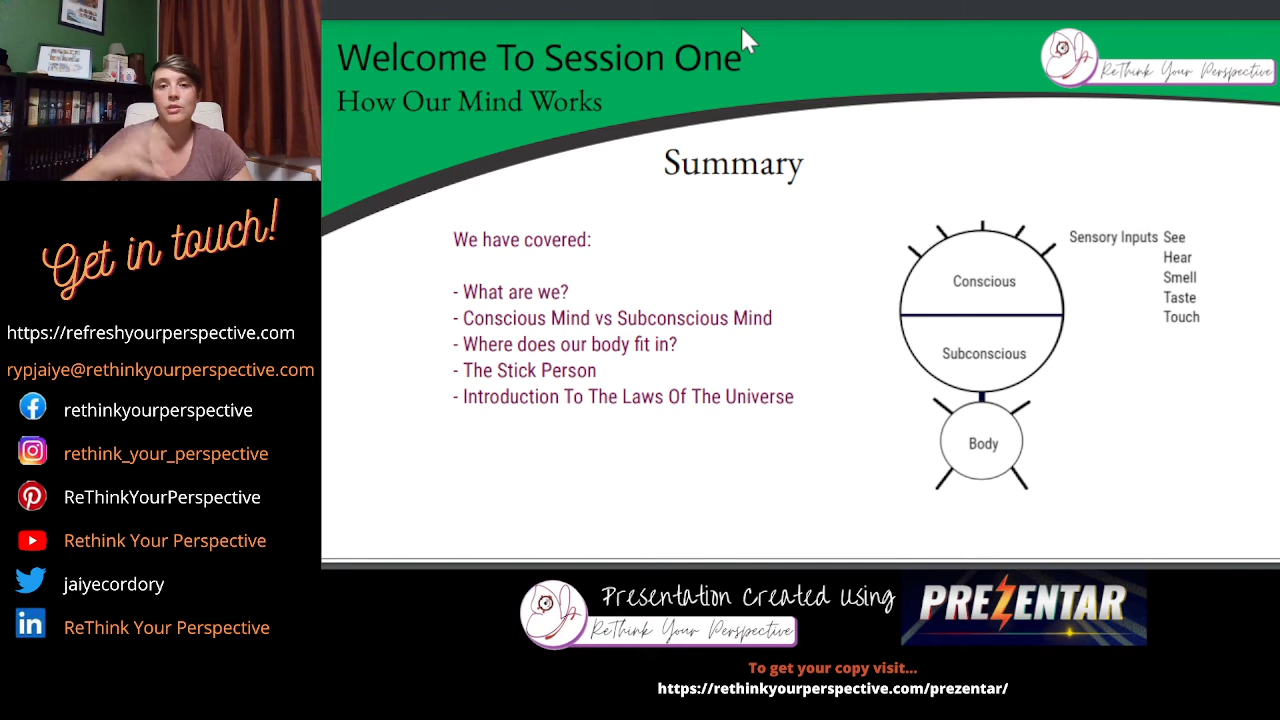 Welcome To Session One
How Our Mind Works
ReThink Your Perspective
Summary
We have covered:
- What are we?
- Conscious Mind vs Subconscious Mind
- Where does our body fit in?
- The Stick Person
- Introduction To The Laws Of The Universe
Conscious
Subconscious
Body
Sensory Inputs See
Hear
Smell
Taste
Touch
Get in touch!
https://refreshyourperspective.com
rypjaiye@rethinkyourperspective.com
rethinkyourperspective
rethink_your_perspective
ReThinkYourPerspective
Rethink Your Perspective
jaiyecordory
ReThink Your Perspective
Presentation Created Using
ReThink Your Perspective
PREZENTAR
To get your copy visit...
https://rethinkyourperspective.com/prezentar/